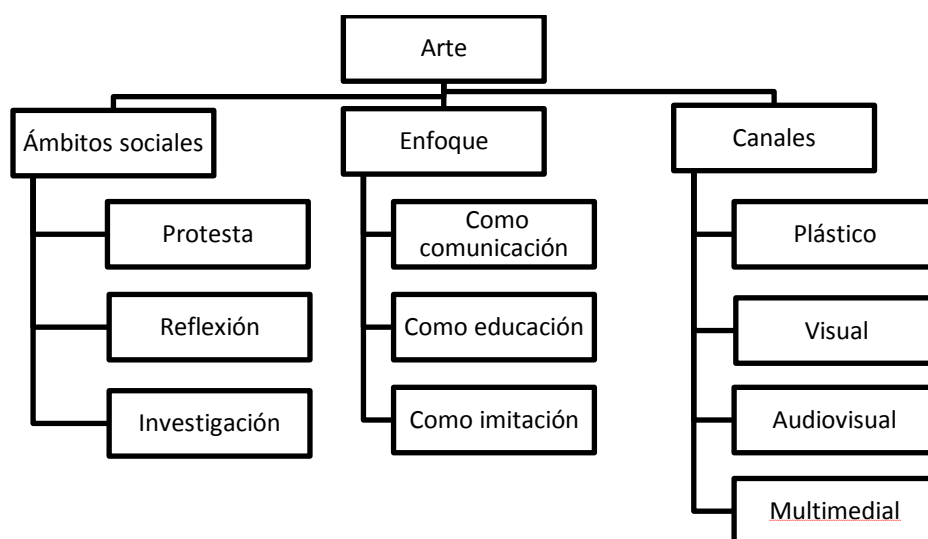 Arte
Ámbitos sociales
Protesta
Reflexión
Investigación
Enfoque
Como
comunicación
Como educación
Como imitación
Canales
Plástico
Visual
Audiovisual
Multimedial